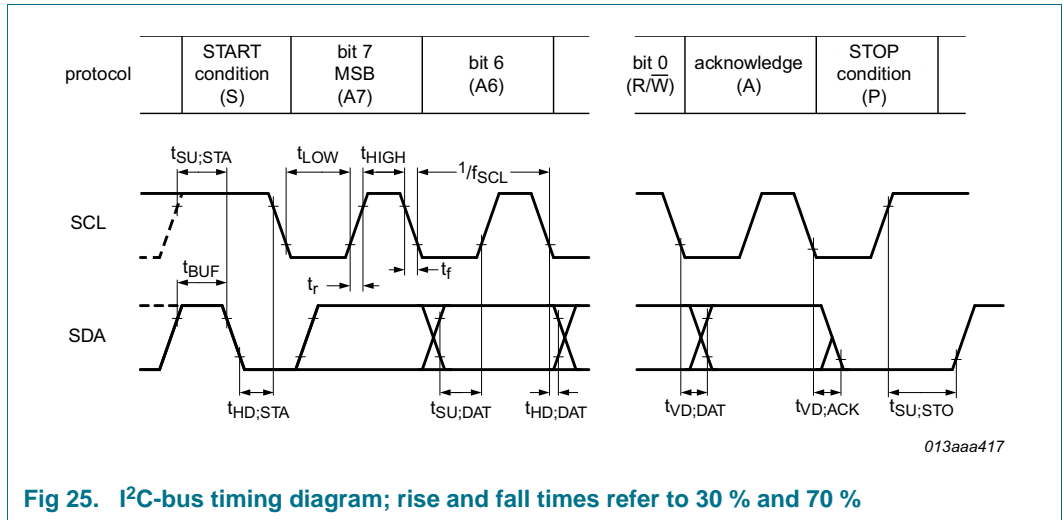 protocol
START condition (S)
bit 7 MSB (A7)
bit 6 (A6)
bit 0 (R/W̅)
acknowledge (A)
STOP condition (P)
tSU;STA
tLOW
tHIGH
1/fSCL
SCL
tBUF
tr
tf
SDA
tHD;STA
tSU;DAT
tHD;DAT
tVD;DAT
tVD;ACK
tSU;STO
013aaa417
Fig 25. I²C-bus timing diagram; rise and fall times refer to 30 % and 70 %